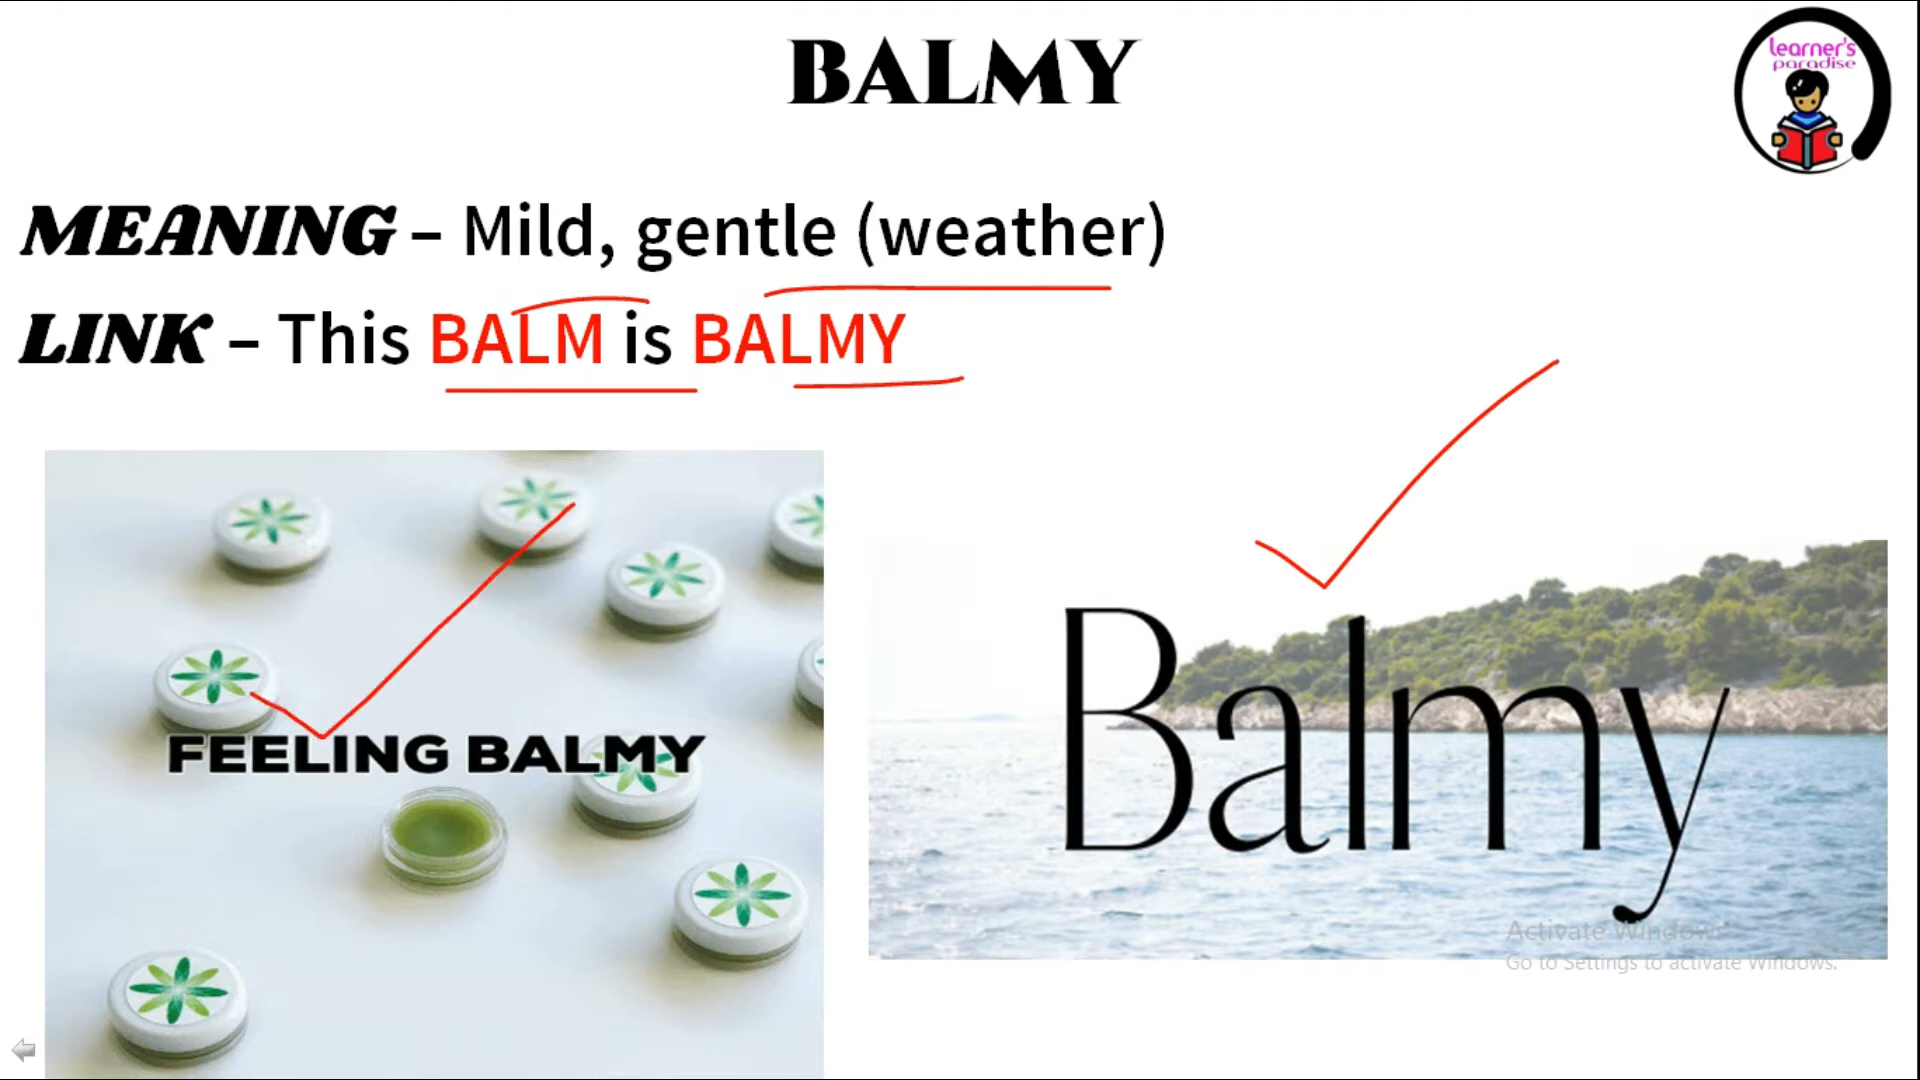 BALMY
learner's
paradise
MEANING – Mild, gentle (weather)
LINK – This BALM is BALMY
FEELING BALMY
Balmy
Activate Windows
Go to Settings to activate Windows.